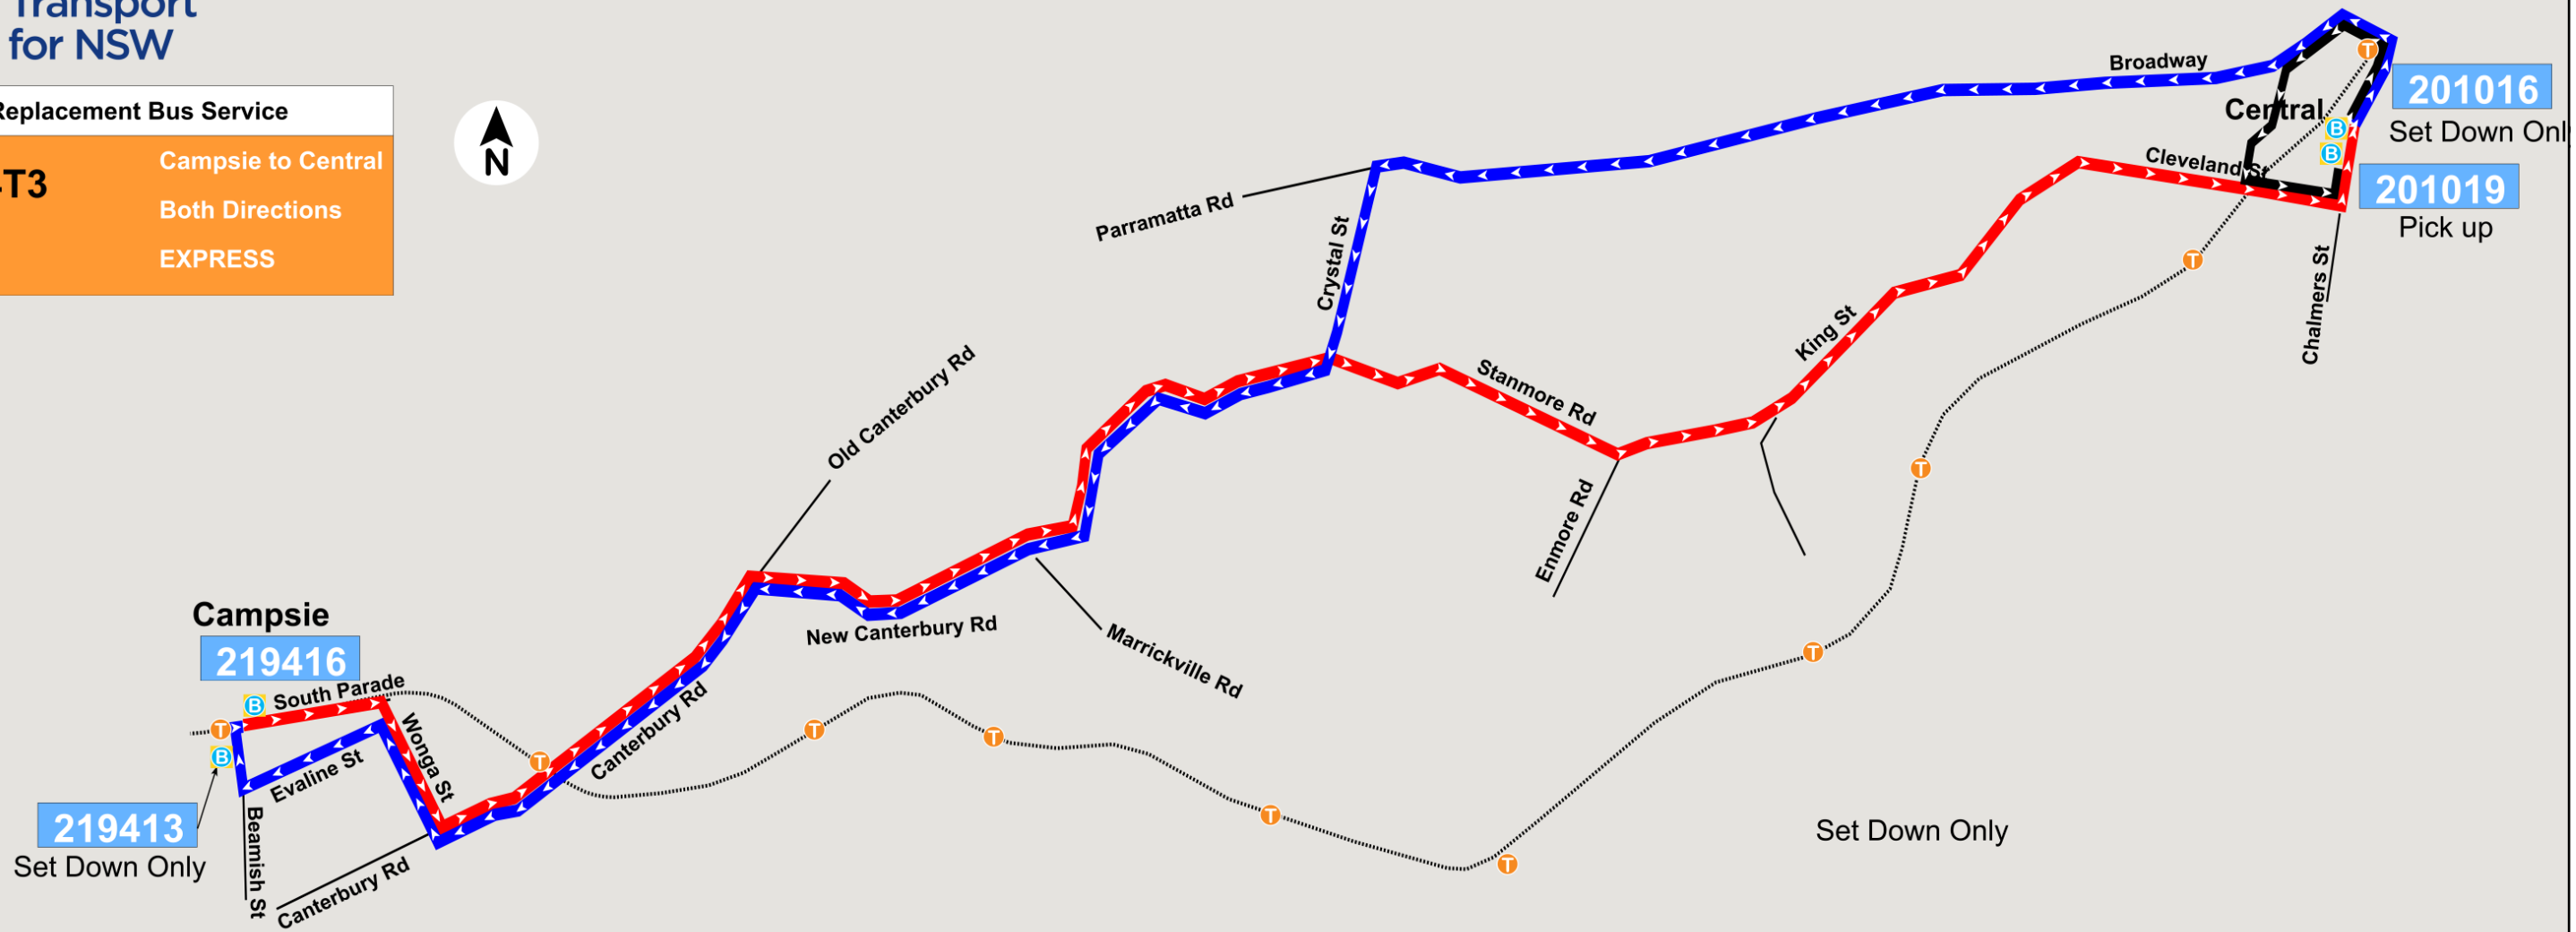 Transport
for NSW
Replacement Bus Service
-T3
Campsie to Central
Both Directions
EXPRESS
N
Broadway
Central
201016
Set Down Only
Cleveland St
201019
Pick up
Chalmers St
Parramatta Rd
Crystal St
King St
Stanmore Rd
Enmore Rd
Old Canterbury Rd
New Canterbury Rd
Marrickville Rd
Canterbury Rd
Campsie
219416
South Parade
Wonga St
Evaline St
219413
Set Down Only
Beamish St
Canterbury Rd
Set Down Only
T
T
T
T
T
T
T
T
T
T
B
B
B
B